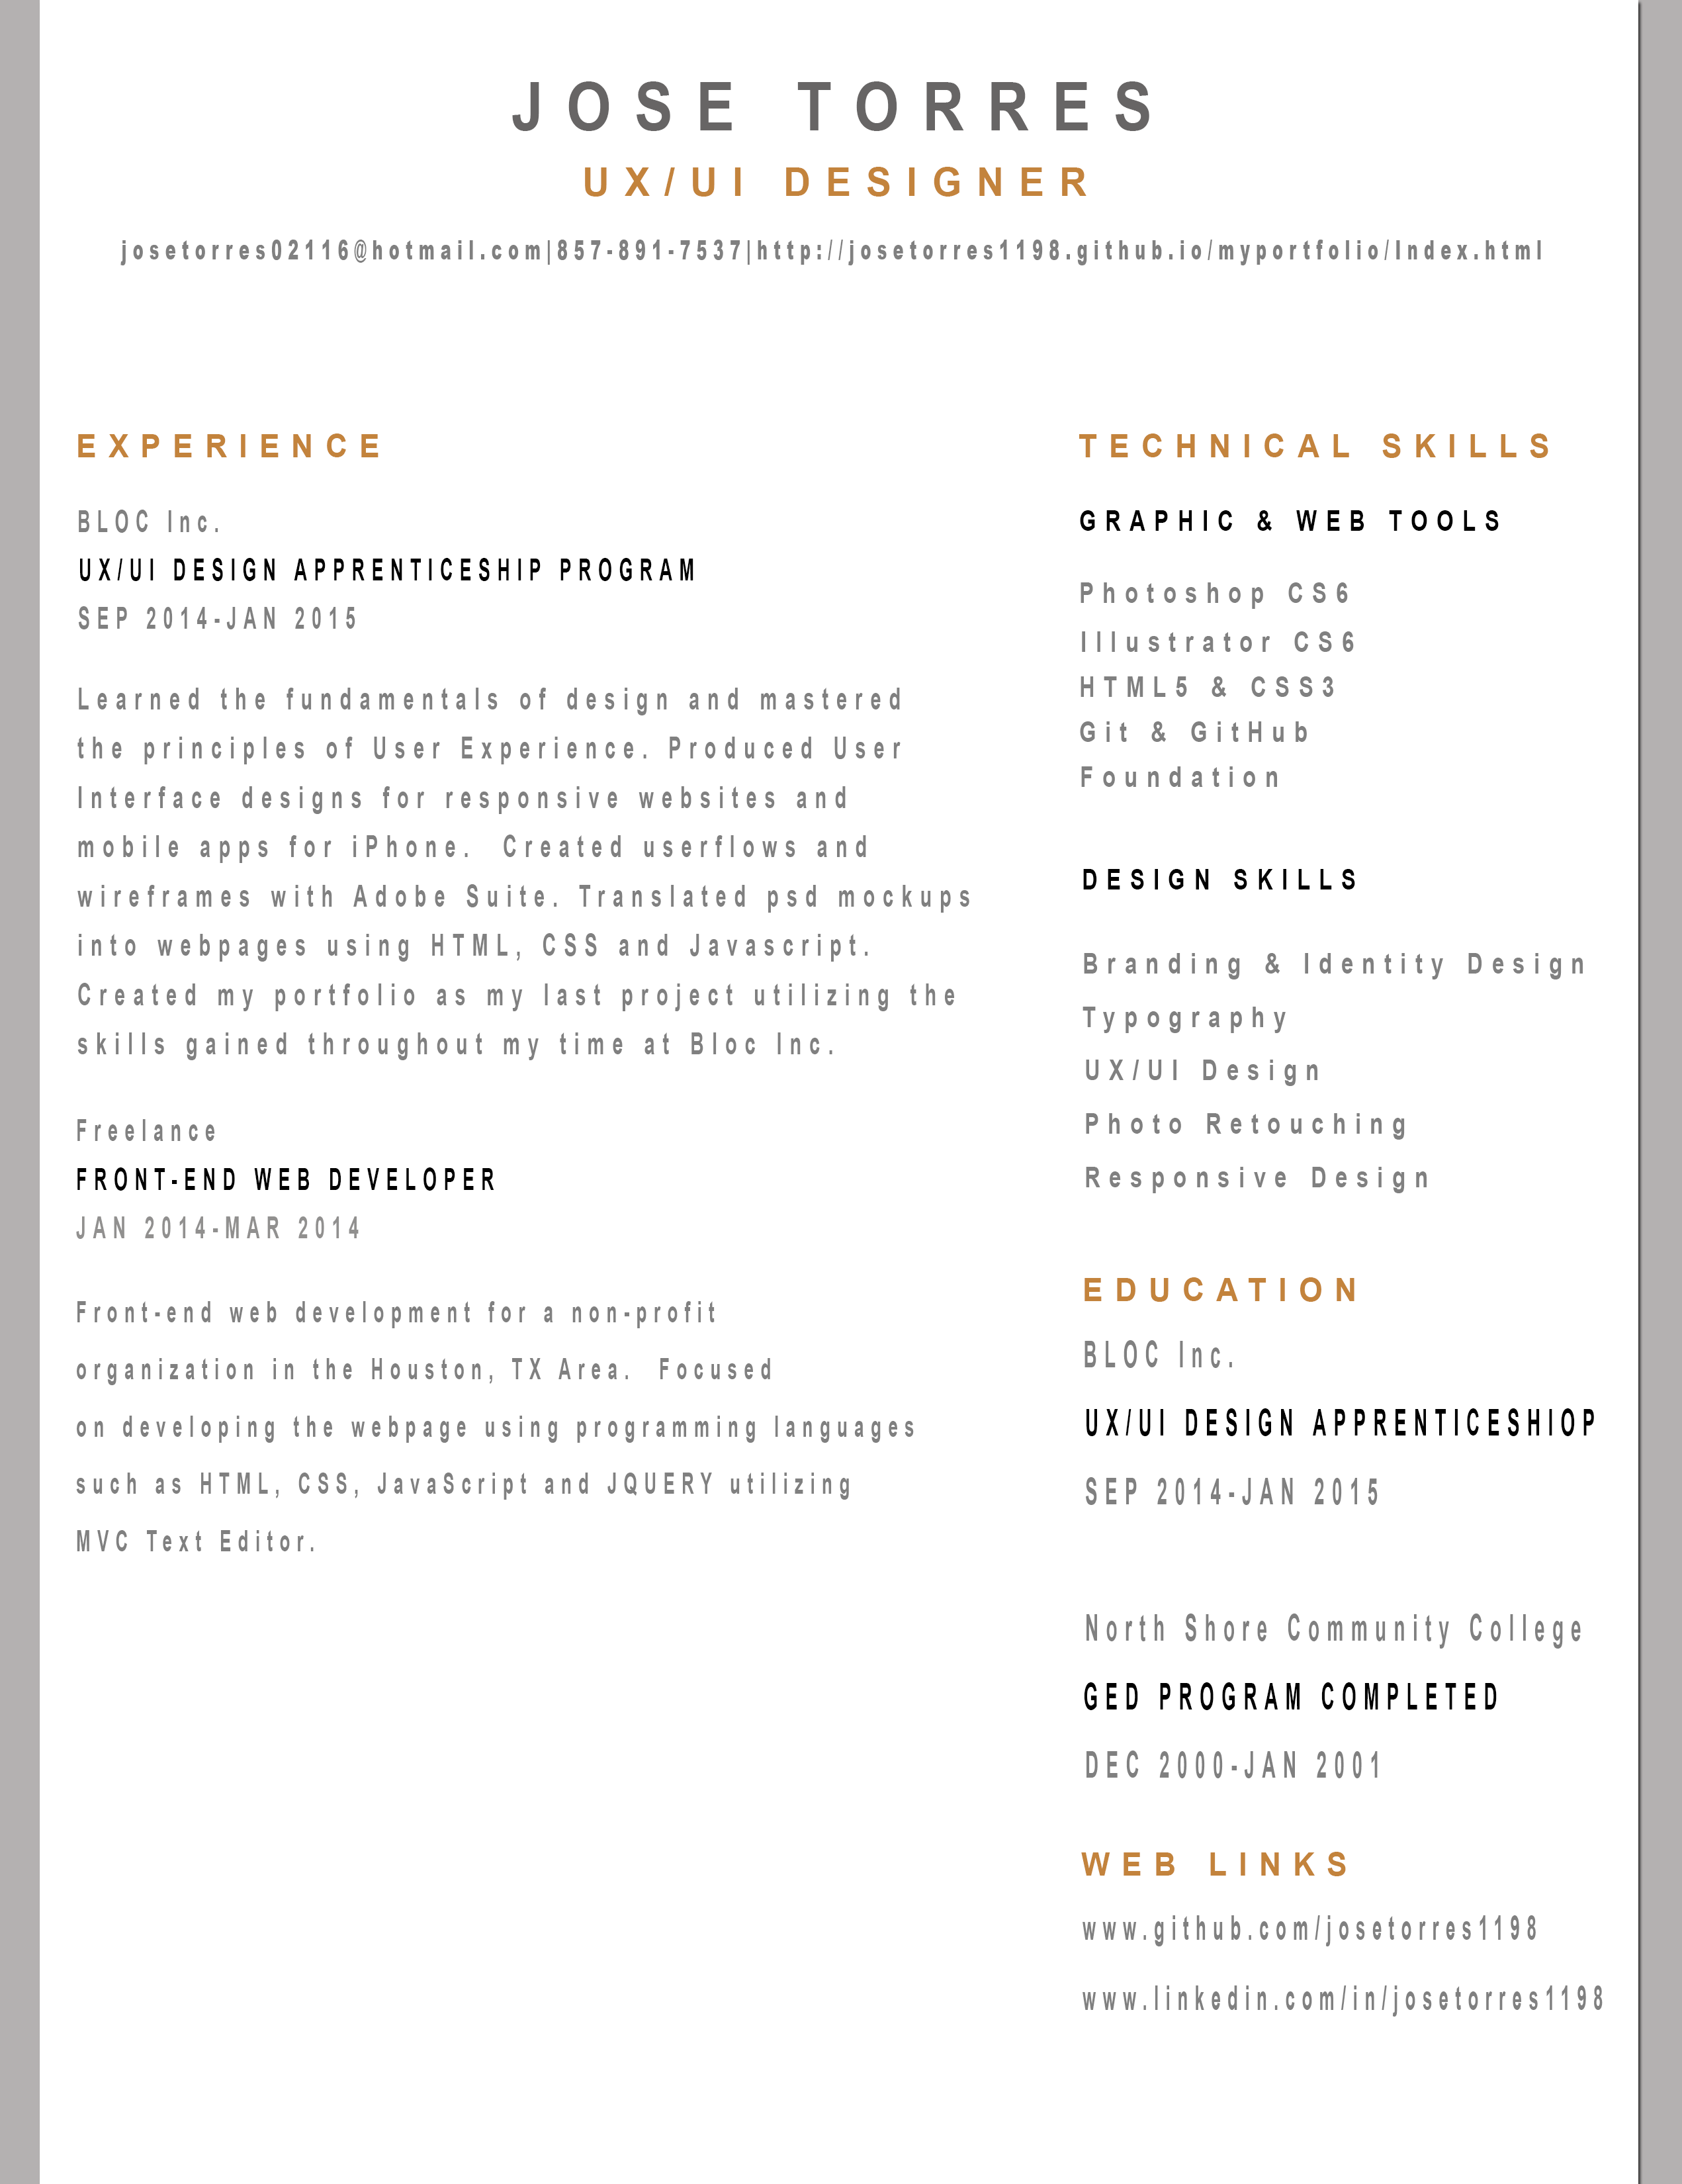 JOSE TORRES
UX/UI DESIGNER
josetorres02116@hotmail.com|857-891-7537|http://josetorres1198.github.io/myportfolio/Index.html
EXPERIENCE
BLOC Inc.
UX/UI DESIGN APPRENTICESHIP PROGRAM
SEP 2014-JAN 2015
Learned the fundamentals of design and mastered
the principles of User Experience. Produced User
Interface designs for responsive websites and
mobile apps for iPhone. Created userflows and
wireframes with Adobe Suite. Translated psd mockups
into webpages using HTML, CSS and Javascript.
Created my portfolio as my last project utilizing the
skills gained throughout my time at Bloc Inc.
Freelance
FRONT-END WEB DEVELOPER
JAN 2014-MAR 2014
Front-end web development for a non-profit
organization in the Houston, TX Area. Focused
on developing the webpage using programming languages
such as HTML, CSS, JavaScript and JQUERY utilizing
MVC Text Editor.
TECHNICAL SKILLS
GRAPHIC & WEB TOOLS
Photoshop CS6
Illustrator CS6
HTML5 & CSS3
Git & GitHub
Foundation
DESIGN SKILLS
Branding & Identity Design
Typography
UX/UI Design
Photo Retouching
Responsive Design
EDUCATION
BLOC Inc.
UX/UI DESIGN APPRENTICESHIOP
SEP 2014-JAN 2015
North Shore Community College
GED PROGRAM COMPLETED
DEC 2000-JAN 2001
WEB LINKS
www.github.com/josetorres1198
www.linkedin.com/in/josetorres1198